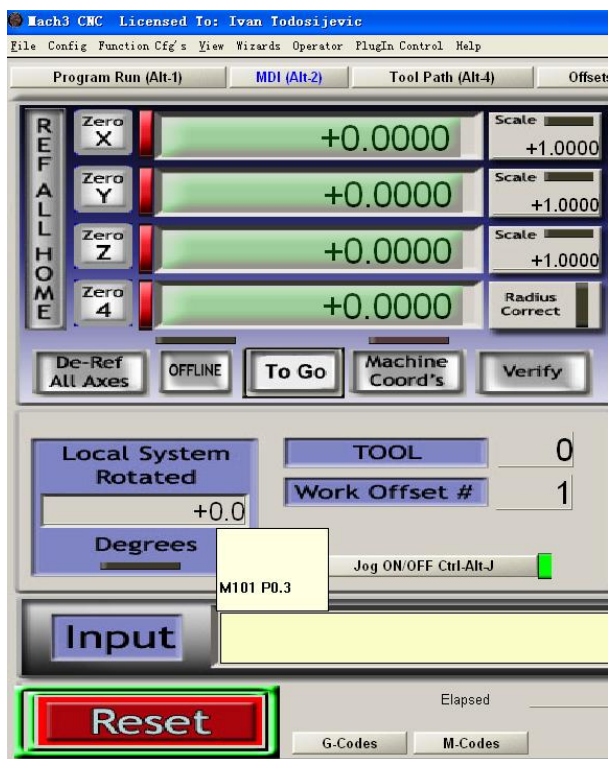 Mach3 CNC Licensed To: Ivan Todosijevic
File Config Function Cfg's View Wizards Operator PlugIn Control Help
Program Run (Alt-1) MDI (Alt-2) Tool Path (Alt-4) Offset
REF ALL HOME
Zero X +0.0000 Scale +1.0000
Zero Y +0.0000 Scale +1.0000
Zero Z +0.0000 Scale +1.0000
Zero 4 +0.0000 Radius Correct
De-Ref All Axes OFFLINE To Go Machine Coord's Verify
Local System Rotated
+0.0
Degrees
TOOL 0
Work Offset # 1
M101 P0.3
Jog ON/OFF Ctrl-Alt-J
Input
Reset
Elapsed
G-Codes M-Codes